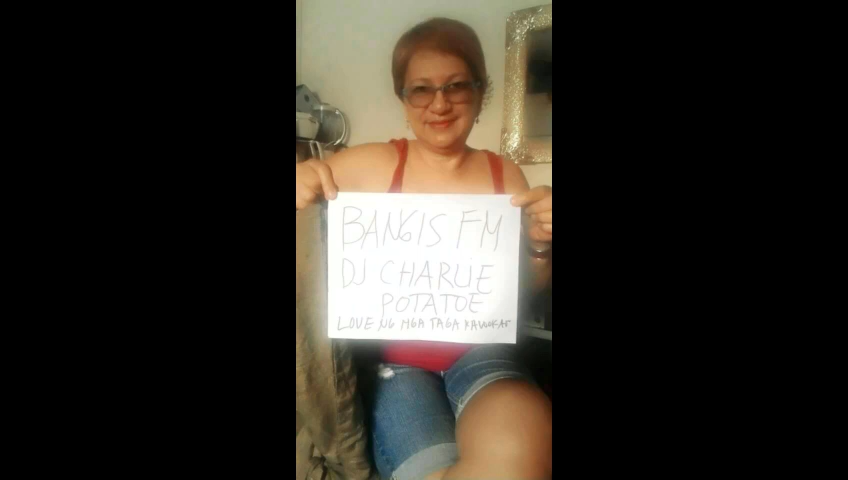 BANGIS FM
DJ CHARLIE
POTATOE
LOVE NG MGA TAGA